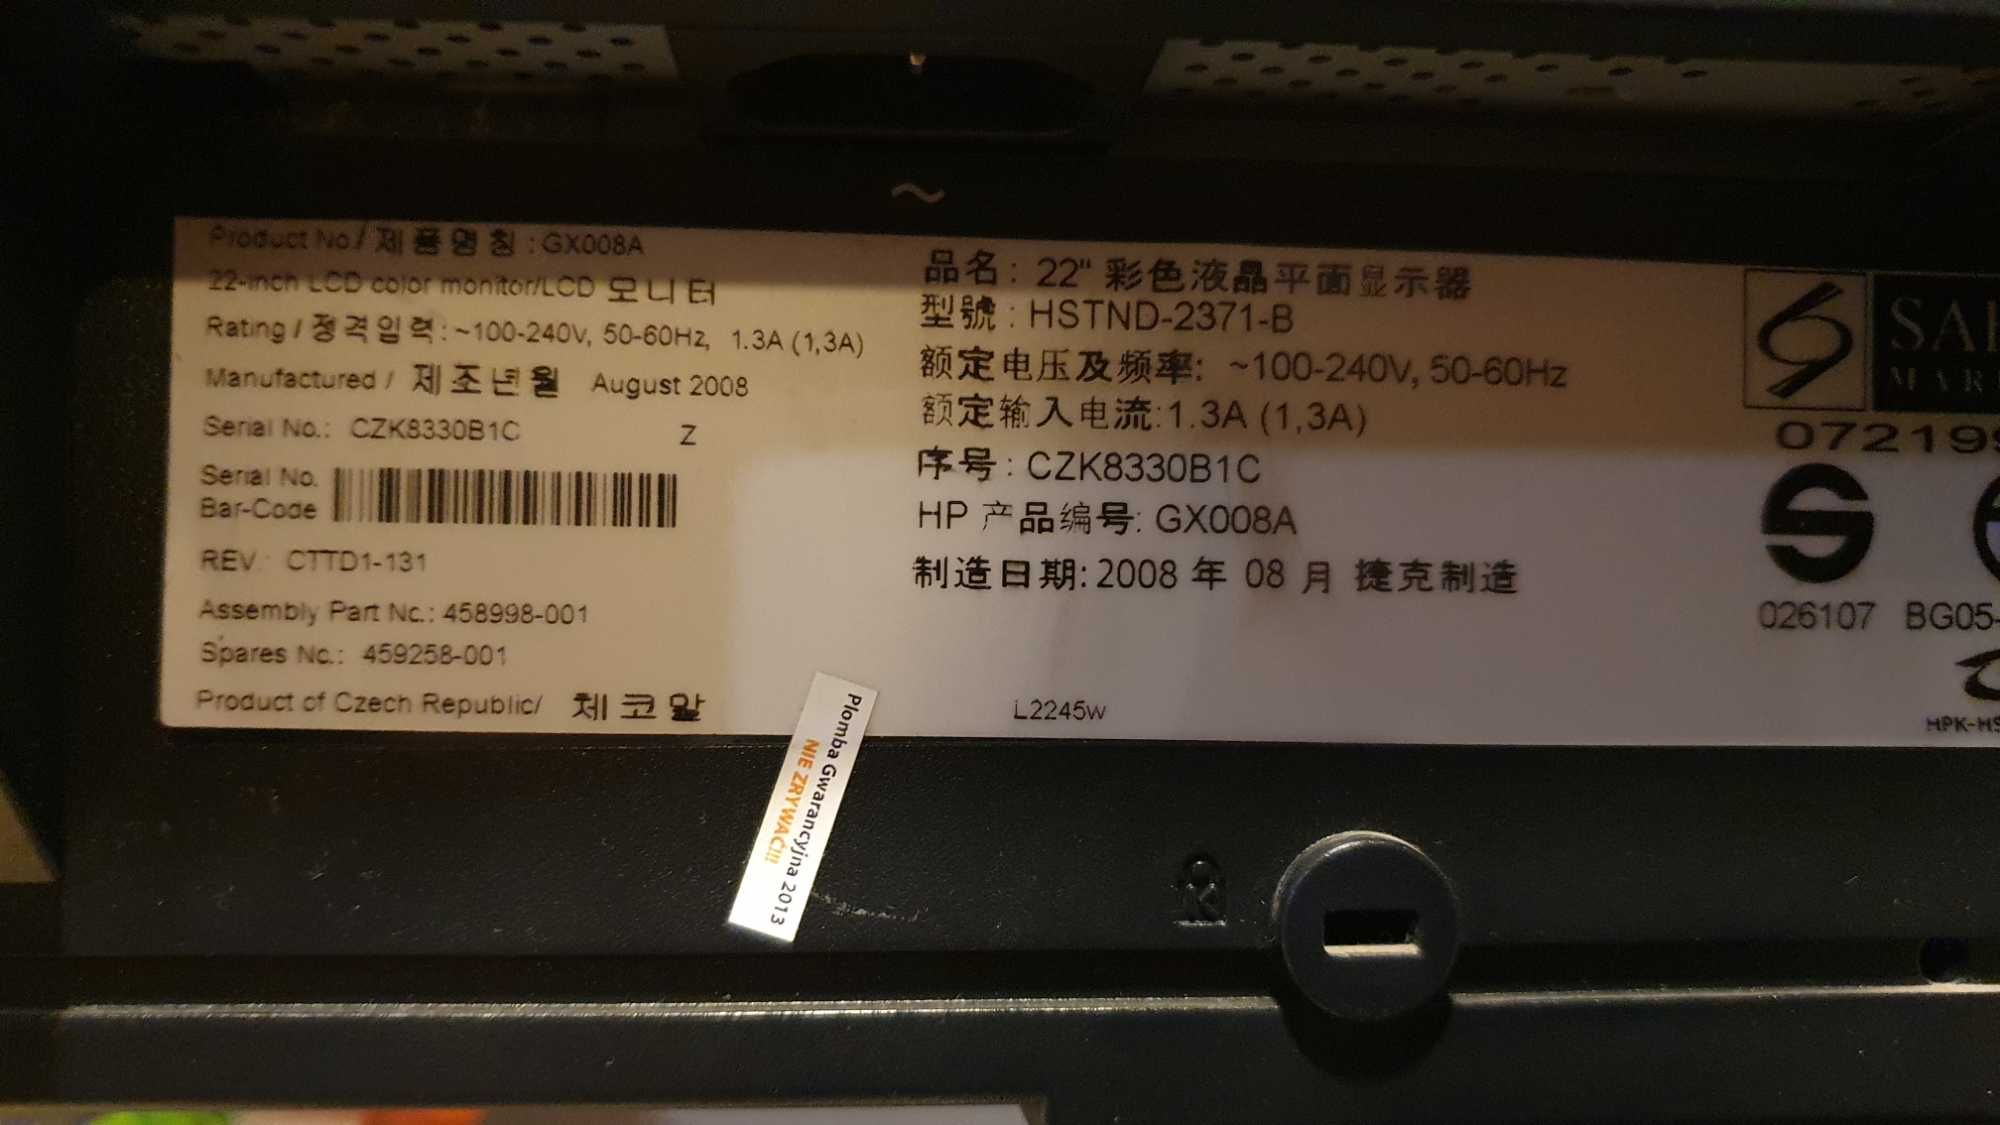 ~
Product No./ 제품명칭 : GX008A
22-inch LCD color monitor/LCD 모니터
Rating / 정격입력 : ~100-240V, 50-60Hz, 1.3A (1,3A)
Manufactured / 제조년월 August 2008
Serial No.: CZK8330B1C Z
Serial No.
Bar-Code
REV.: CTTD1-131
Assembly Part No.: 458998-001
Spares No.: 459258-001
Product of Czech Republic/ 체코말
品名: 22" 彩色液晶平面显示器
型號: HSTND-2371-B
额定电压及频率: ~100-240V, 50-60Hz
额定输入电流:1.3A (1,3A)
序号: CZK8330B1C
HP 产品编号: GX008A
制造日期: 2008 年 08 月 捷克制造
L2245w
072199
026107 BG05-
HPK-HS
Plomba Gwarancyjna 2013
NIE ZRYWAĆ!!!